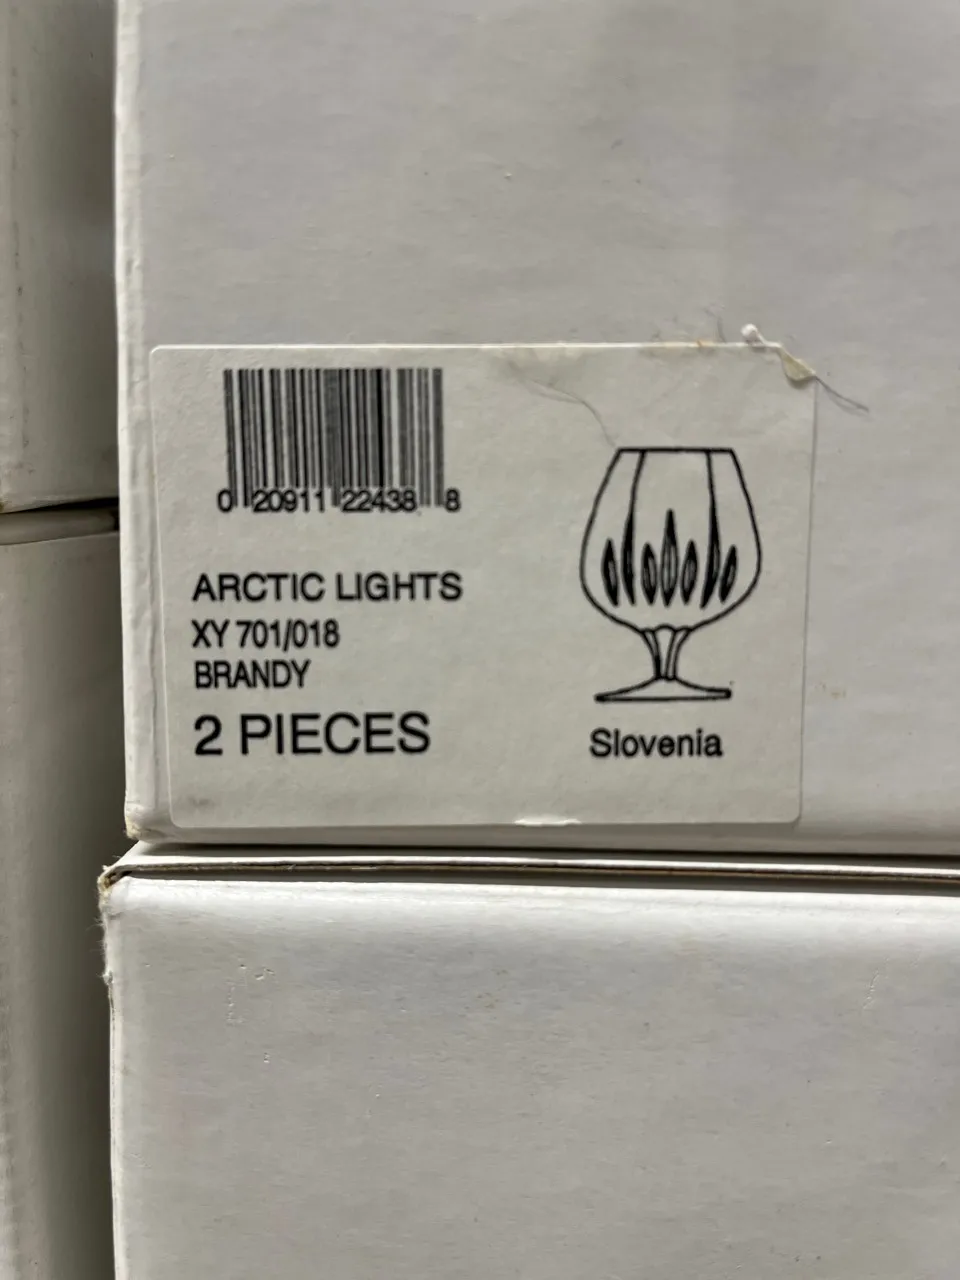 0 20911 22438 8
ARCTIC LIGHTS
XY 701/018
BRANDY
2 PIECES
Slovenia